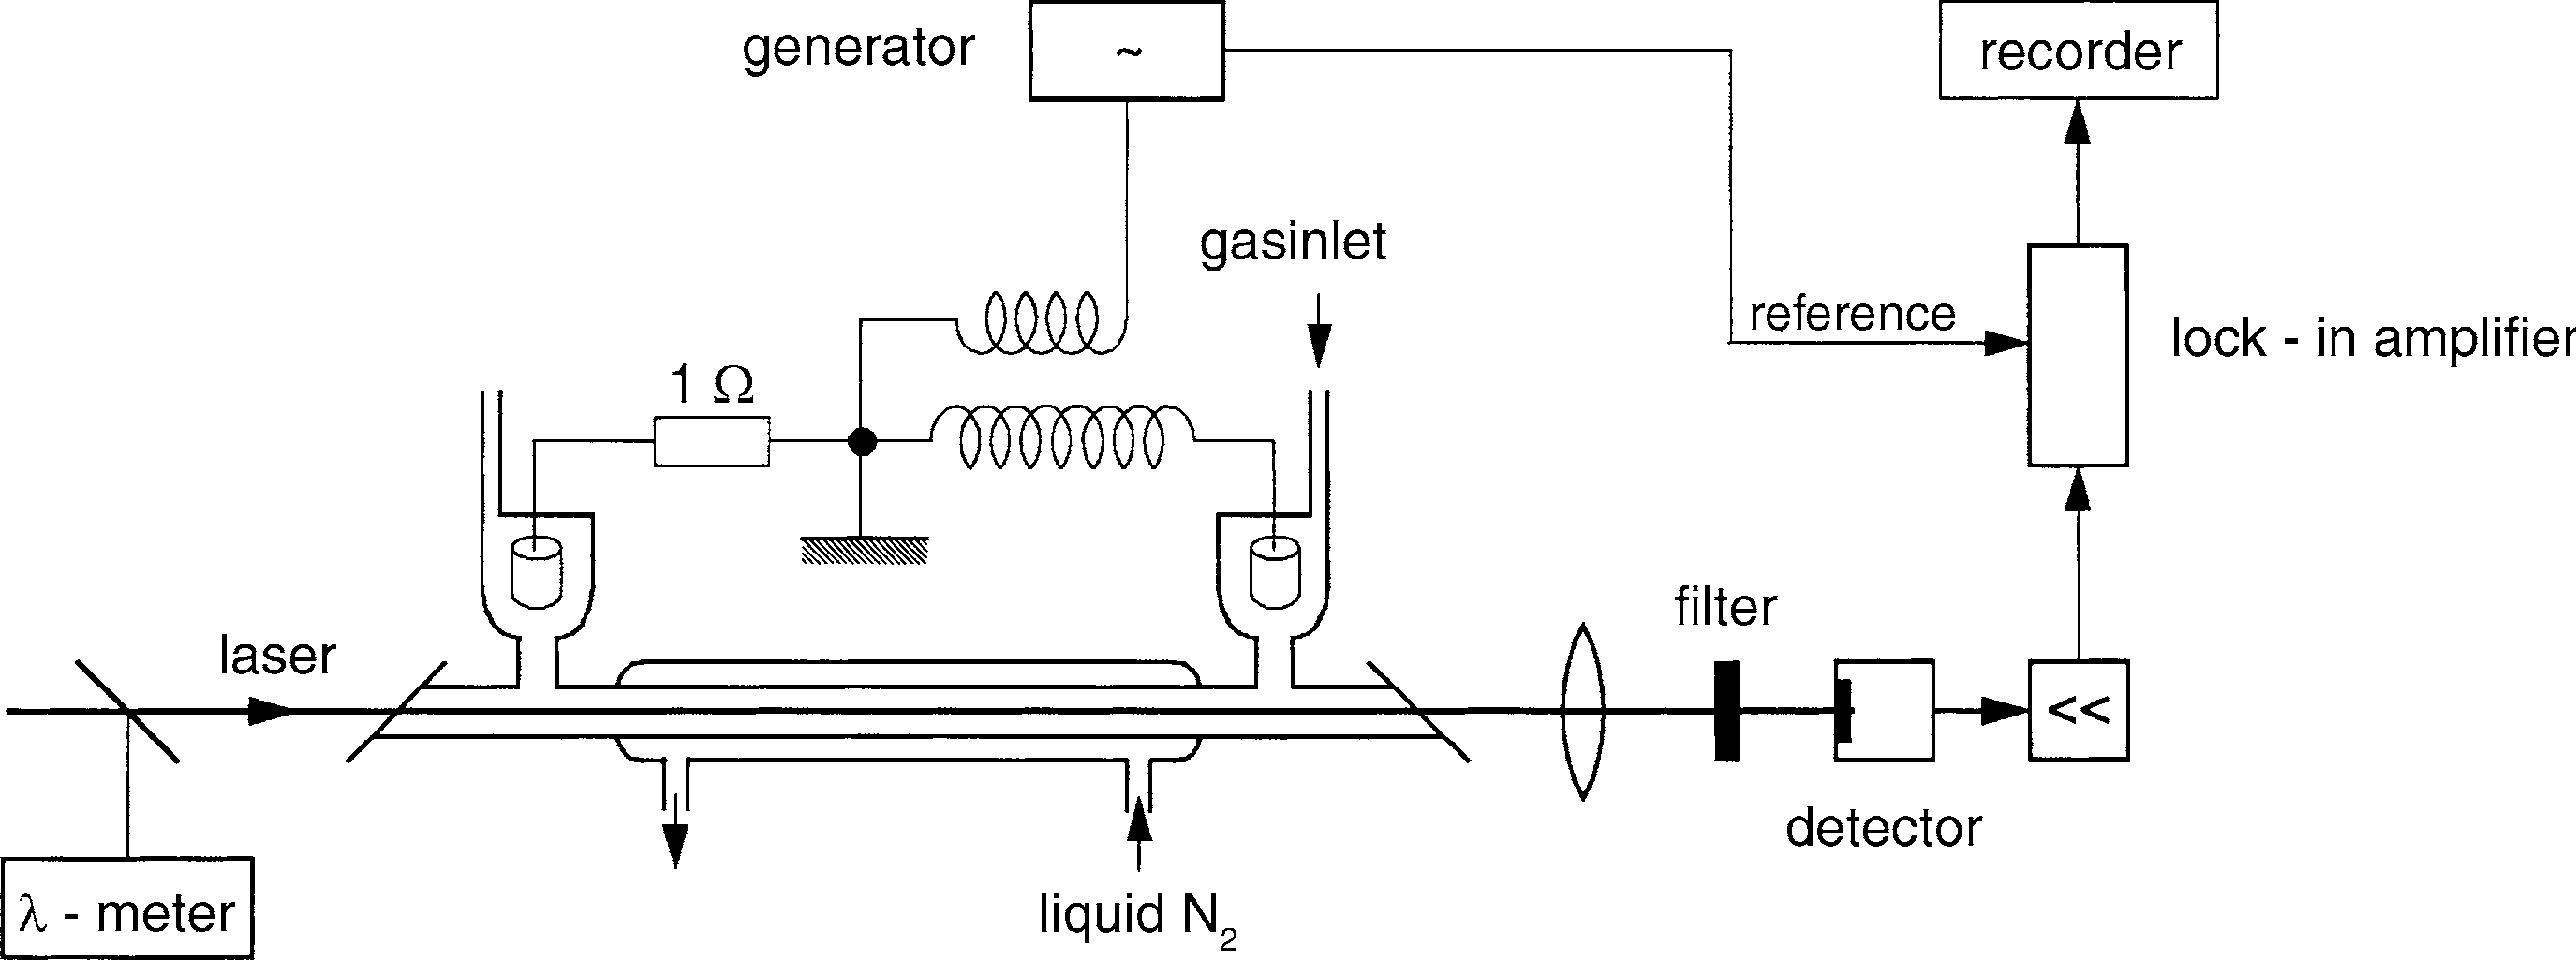 generator
~
recorder
gasinlet
reference
lock - in amplifier
1 Ω
filter
laser
<<
detector
λ - meter
liquid N₂